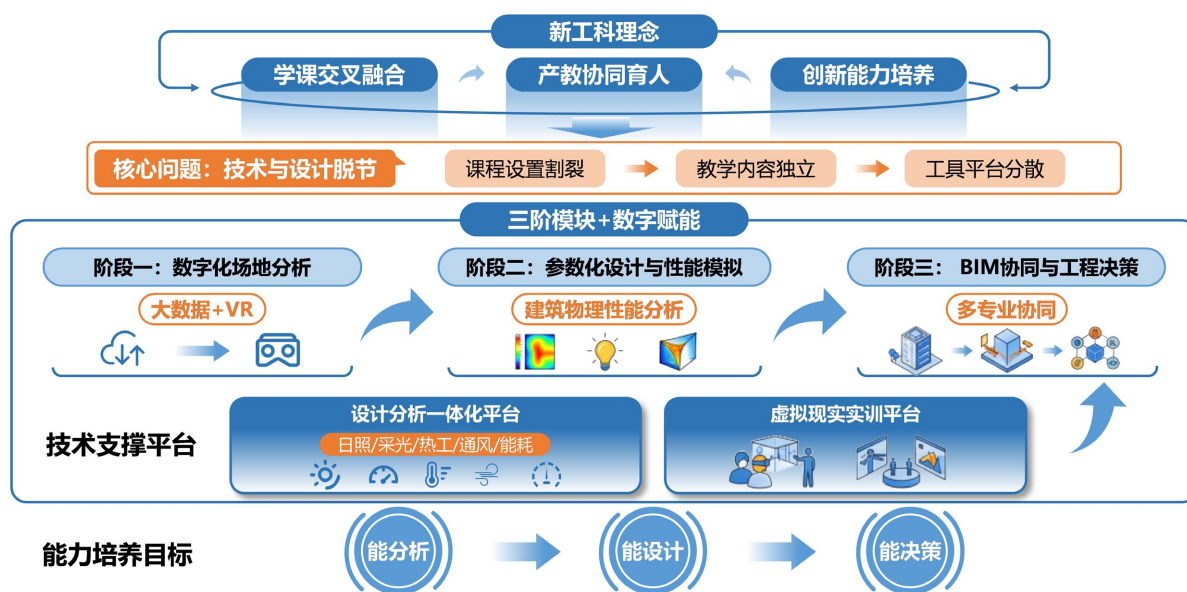 新工科理念
学课交叉融合
产教协同育人
创新能力培养
核心问题：技术与设计脱节
课程设置割裂
教学内容独立
工具平台分散
三阶模块+数字赋能
阶段一：数字化场地分析
大数据+VR
阶段二：参数化设计与性能模拟
建筑物理性能分析
阶段三： BIM协同与工程决策
多专业协同
技术支撑平台
设计分析一体化平台
日照/采光/热工/通风/能耗
虚拟现实实训平台
能力培养目标
能分析
能设计
能决策